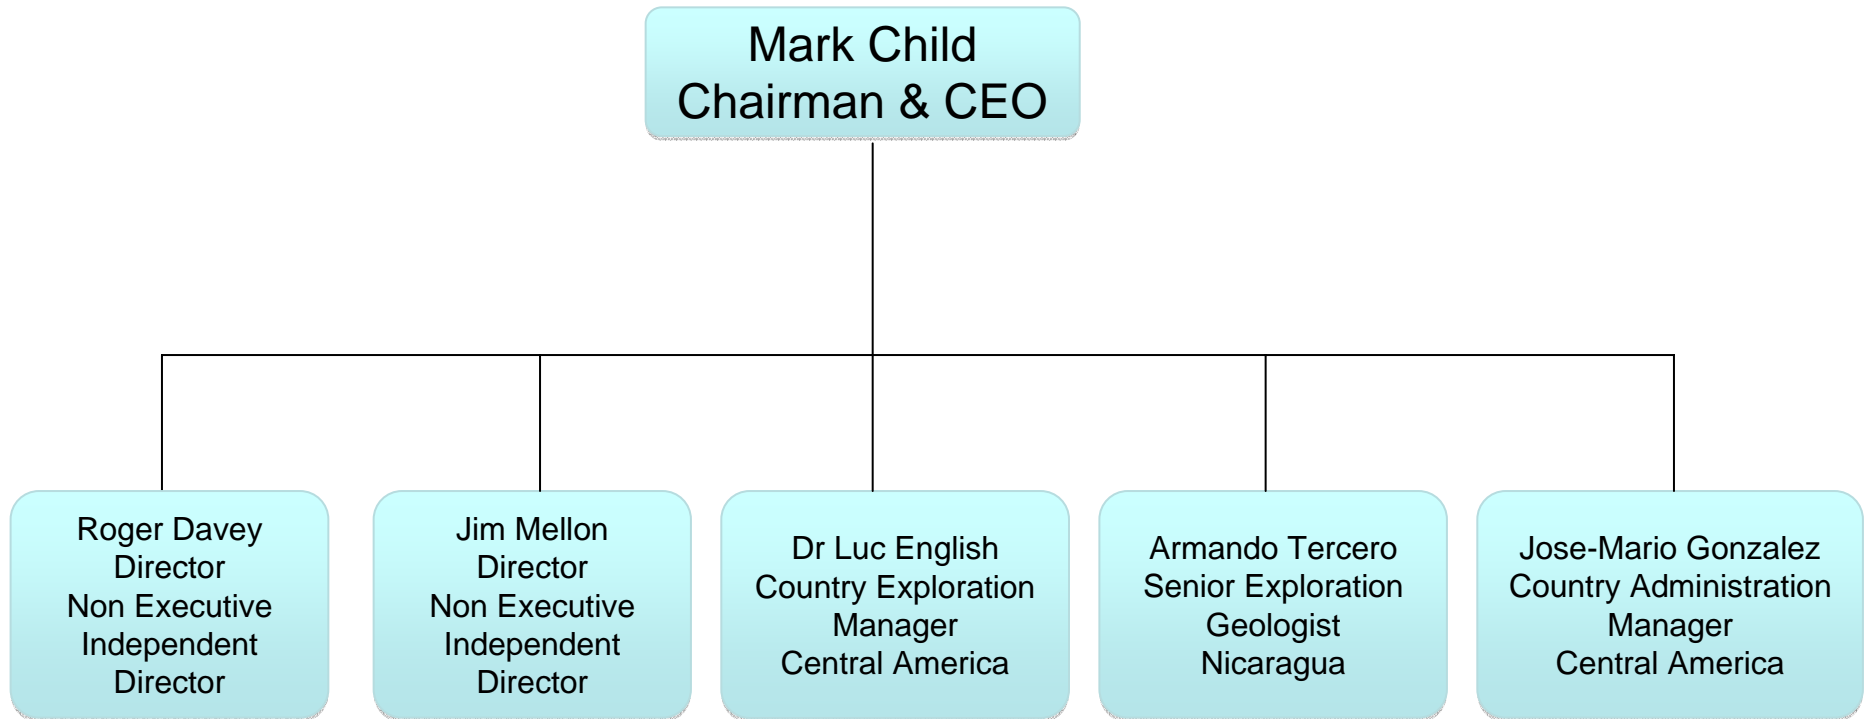 Mark Child
Chairman & CEO
Roger Davey
Director
Non Executive
Independent
Director
Jim Mellon
Director
Non Executive
Independent
Director
Dr Luc English
Country Exploration
Manager
Central America
Armando Tercero
Senior Exploration
Geologist
Nicaragua
Jose-Mario Gonzalez
Country Administration
Manager
Central America